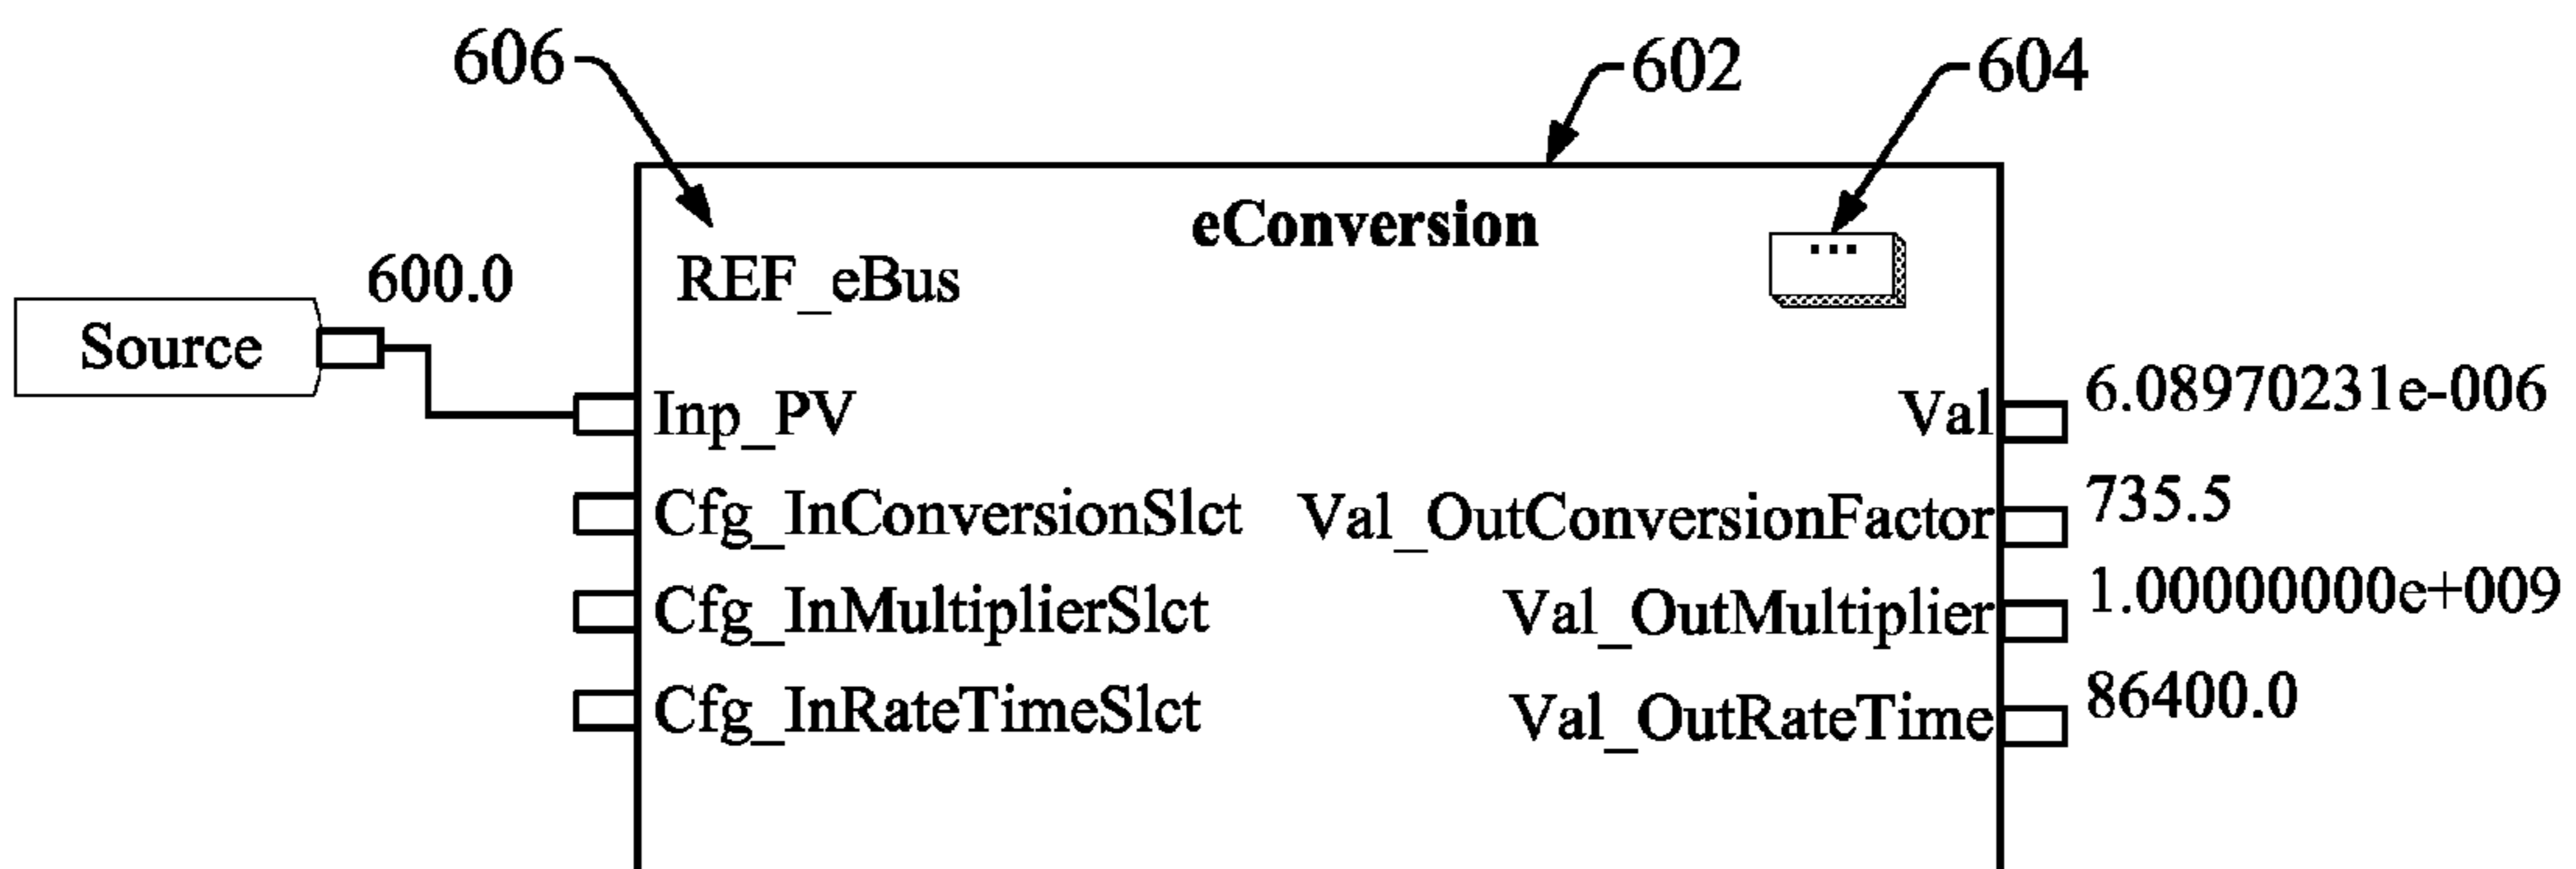 606 602 604
eConversion
...
REF_eBus
600.0
Source
Inp_PV Val 6.08970231e-006
Cfg_InConversionSlct Val_OutConversionFactor 735.5
Cfg_InMultiplierSlct Val_OutMultiplier 1.00000000e+009
Cfg_InRateTimeSlct Val_OutRateTime 86400.0